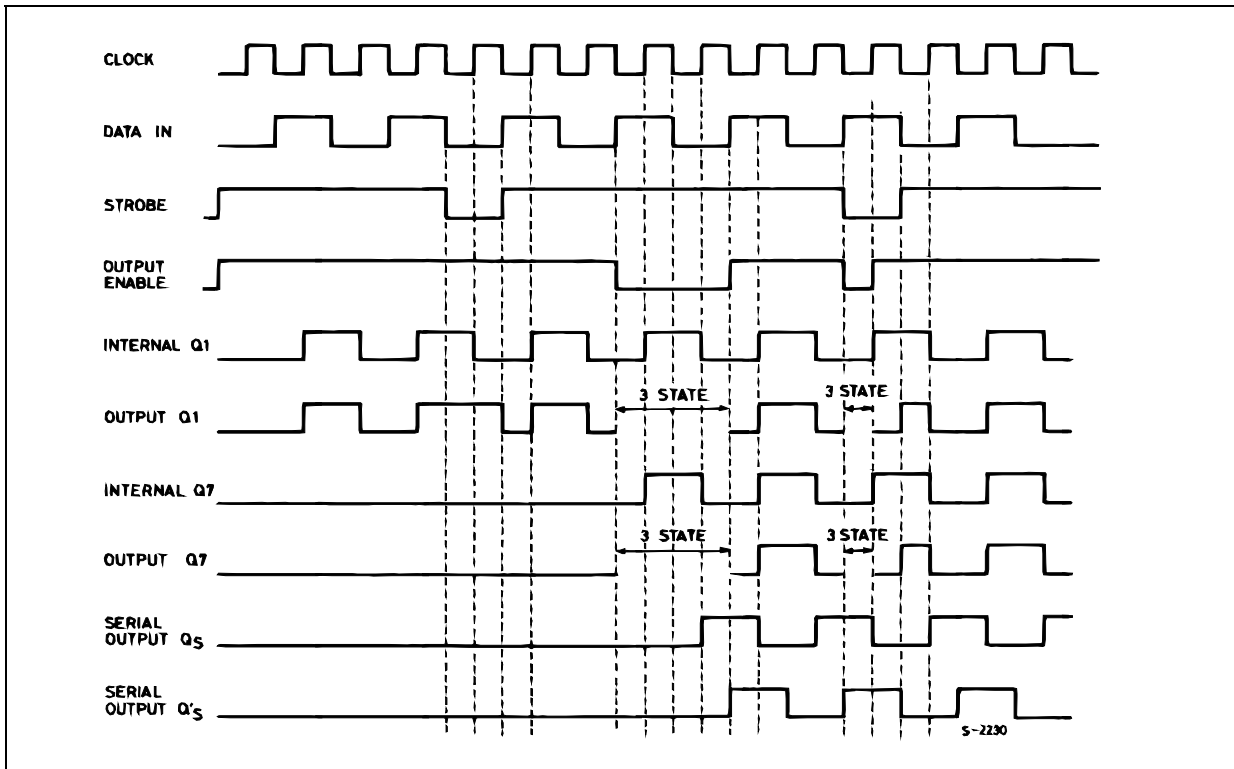 CLOCK
DATA IN
STROBE
OUTPUT
ENABLE
INTERNAL Q1
3 STATE
3 STATE
OUTPUT Q1
INTERNAL Q7
3 STATE
3 STATE
OUTPUT Q7
SERIAL
OUTPUT QS
SERIAL
OUTPUT Q'S
S-2230